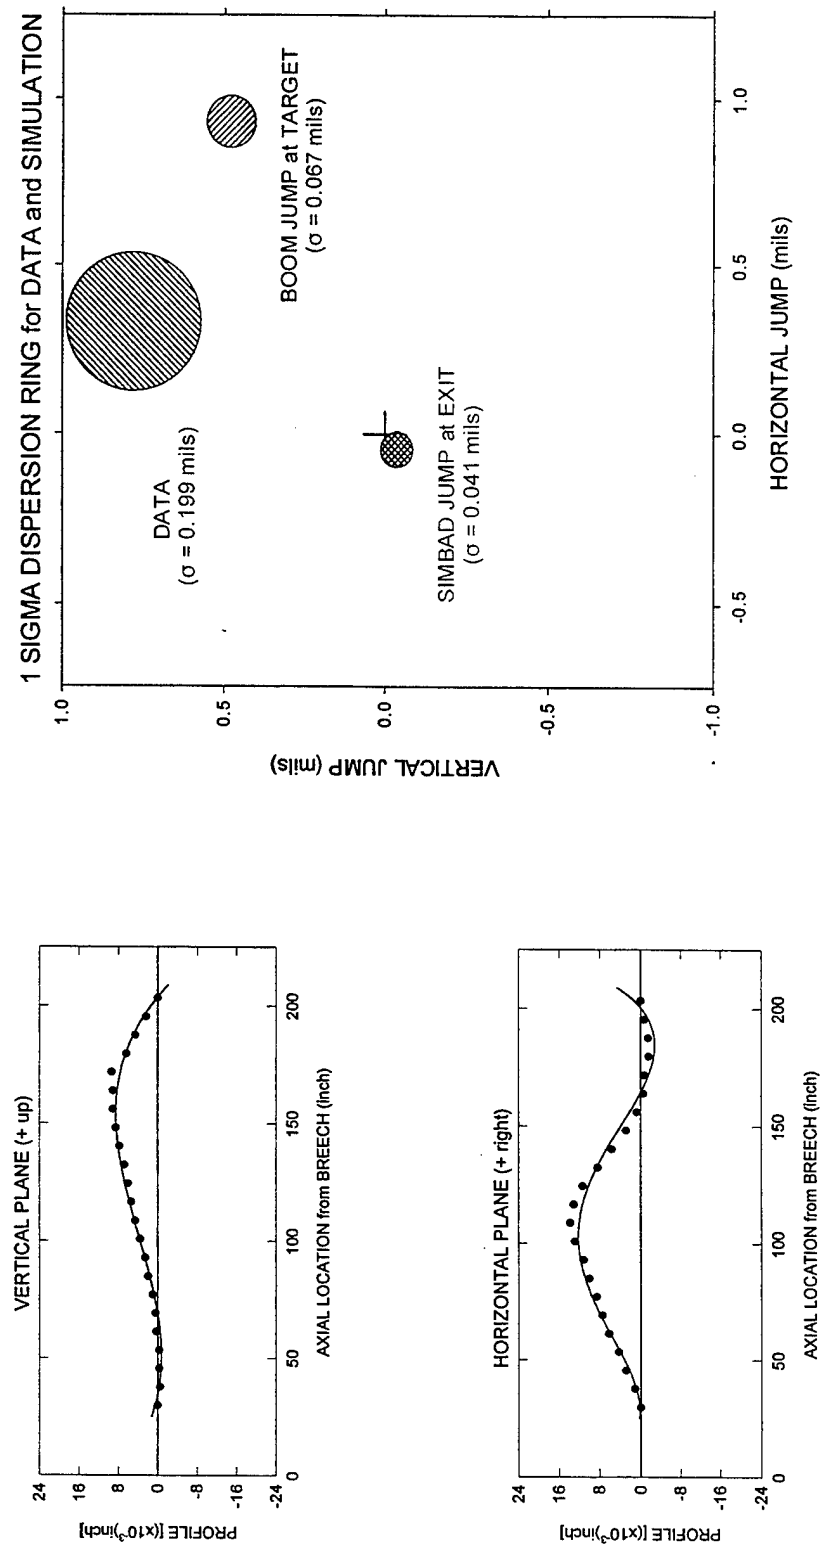 VERTICAL PLANE (+ up)
24
16
8
0
-8
-16
-24
PROFILE [(x10⁻³)inch]
0
50
100
150
200
AXIAL LOCATION from BREECH (inch)
HORIZONTAL PLANE (+ right)
24
16
8
0
-8
-16
-24
PROFILE [(x10⁻³)inch]
0
50
100
150
200
AXIAL LOCATION from BREECH (inch)
1 SIGMA DISPERSION RING for DATA and SIMULATION
1.0
0.5
0.0
-0.5
-1.0
VERTICAL JUMP (mils)
DATA
(σ = 0.199 mils)
BOOM JUMP at TARGET
(σ = 0.067 mils)
SIMBAD JUMP at EXIT
(σ = 0.041 mils)
-0.5
0.0
0.5
1.0
HORIZONTAL JUMP (mils)